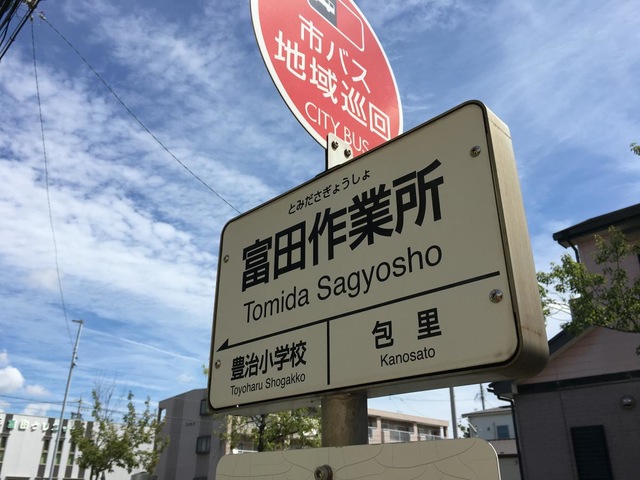 市バス
地域巡回
CITY BUS
とみださぎょうしょ
富田作業所
Tomida Sagyosho
豊治小学校
Toyoharu Shogakko
包里
Kanosato